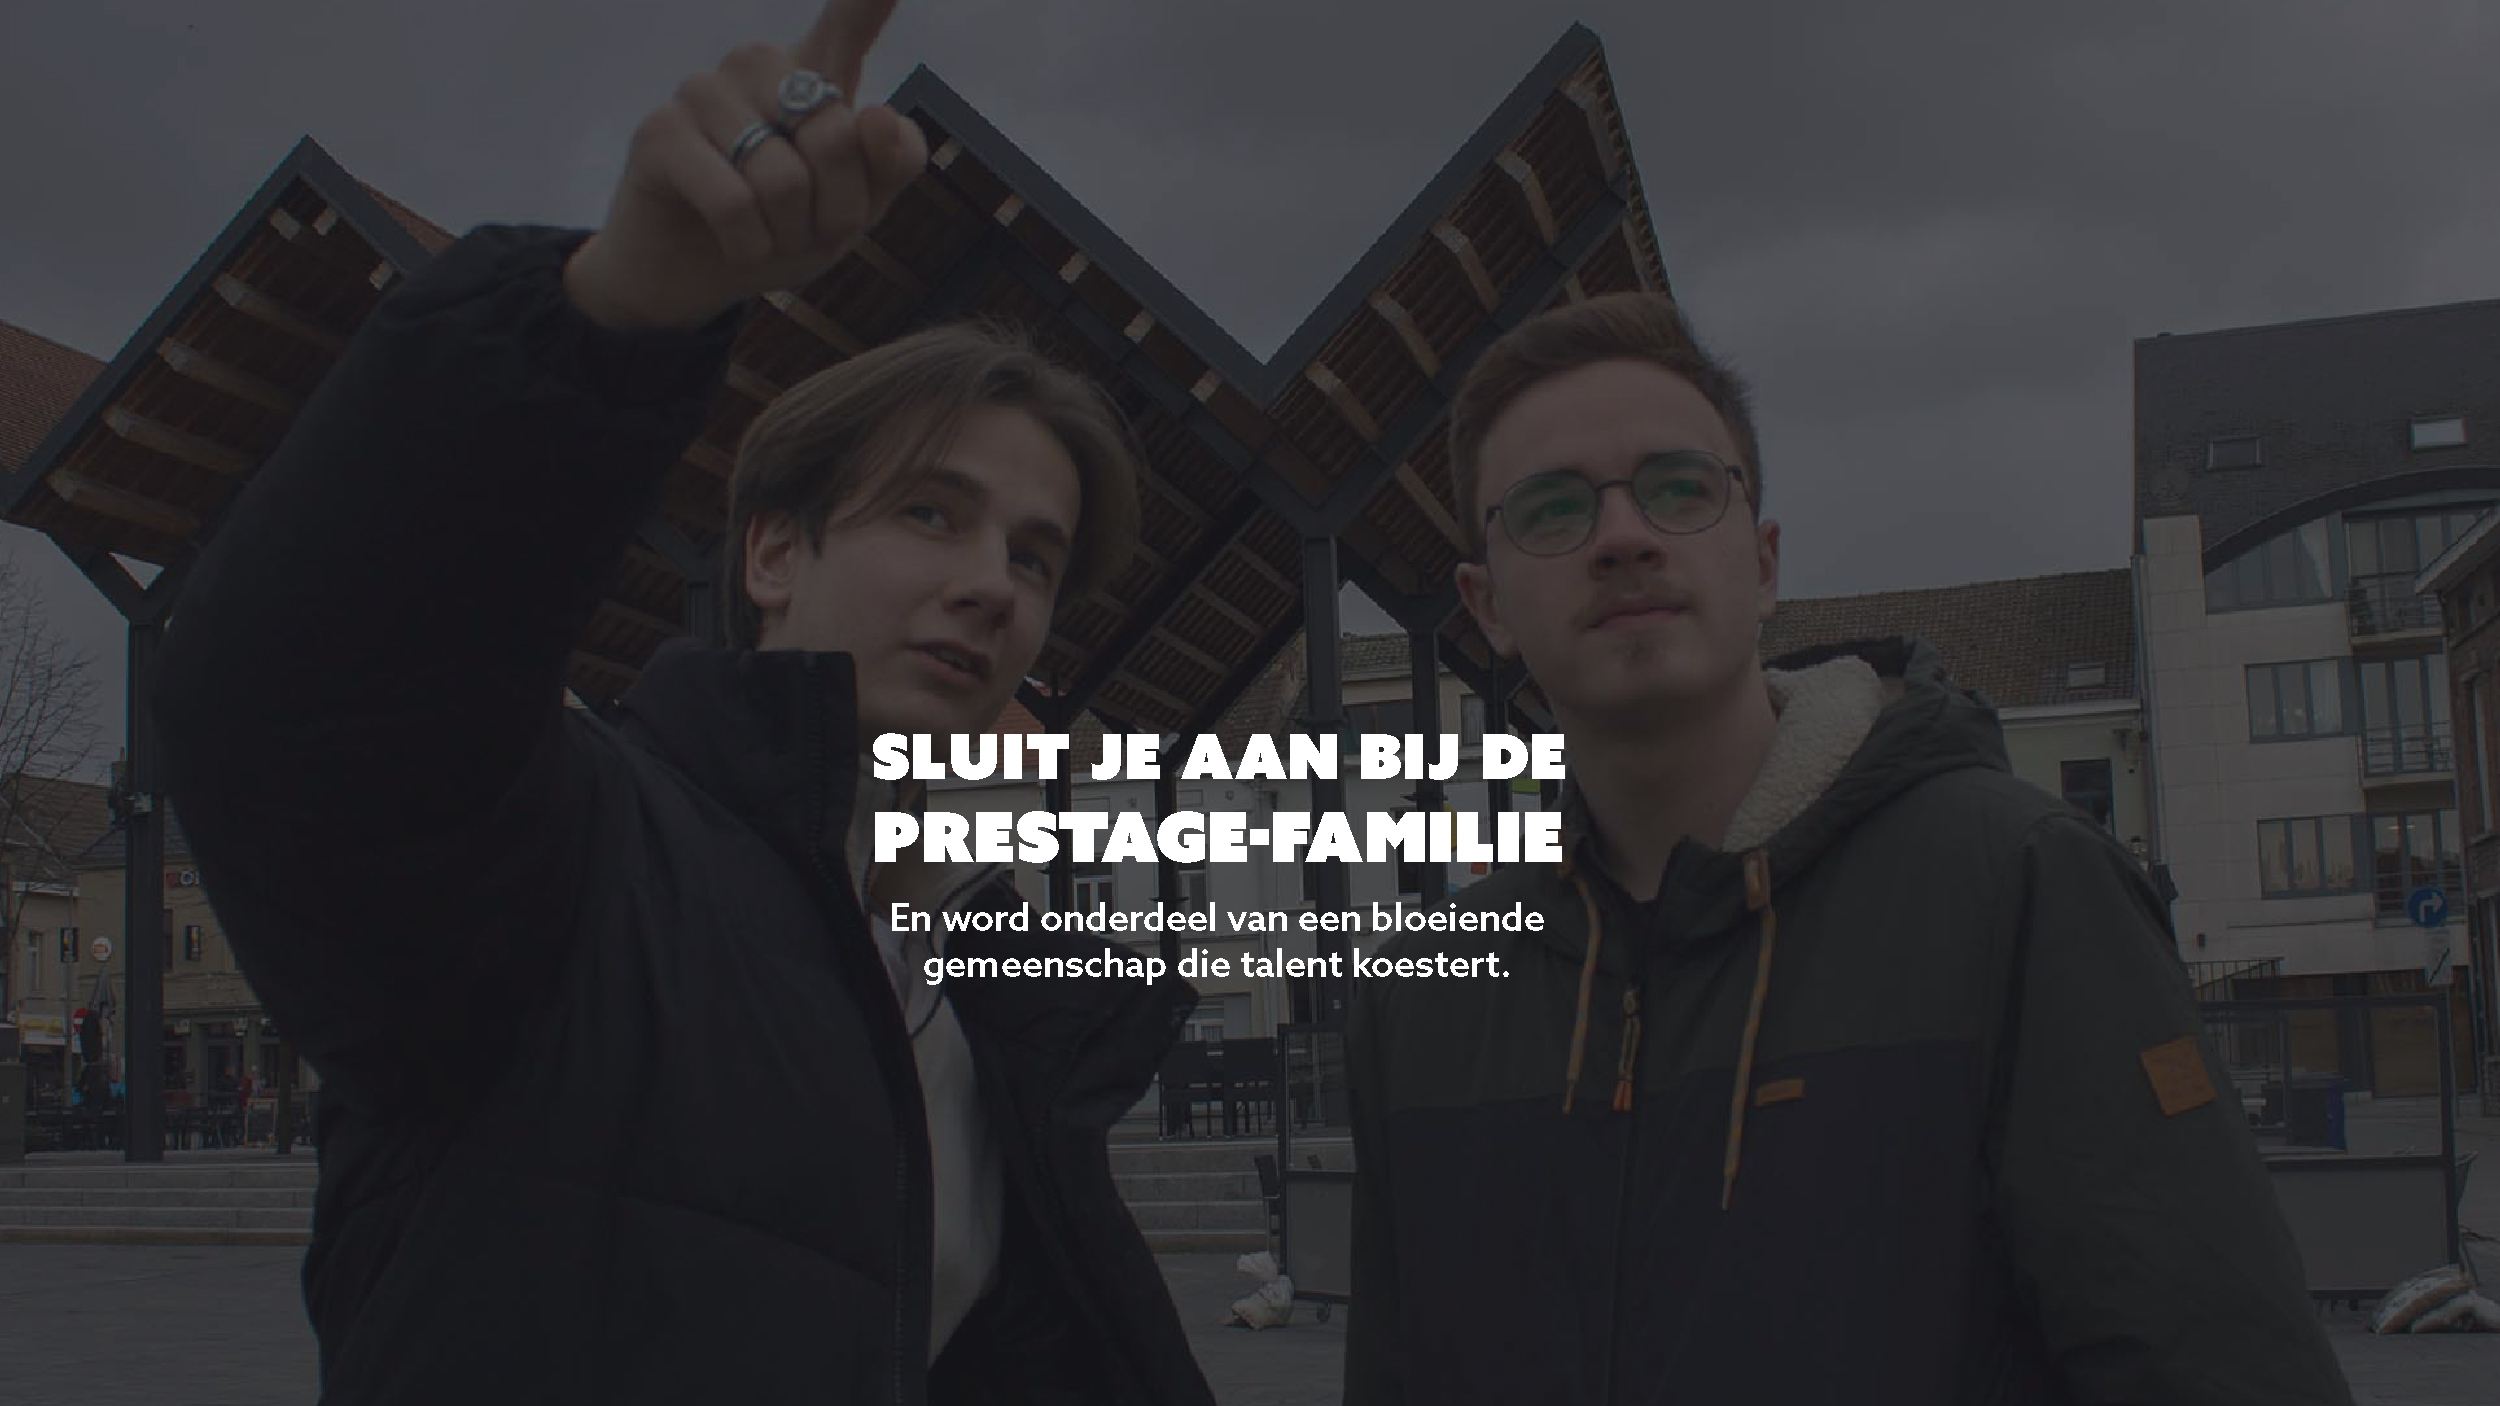 SLUIT JE AAN BIJ DE
PRESTAGE-FAMILIE
En word onderdeel van een bloeiende
gemeenschap die talent koestert.